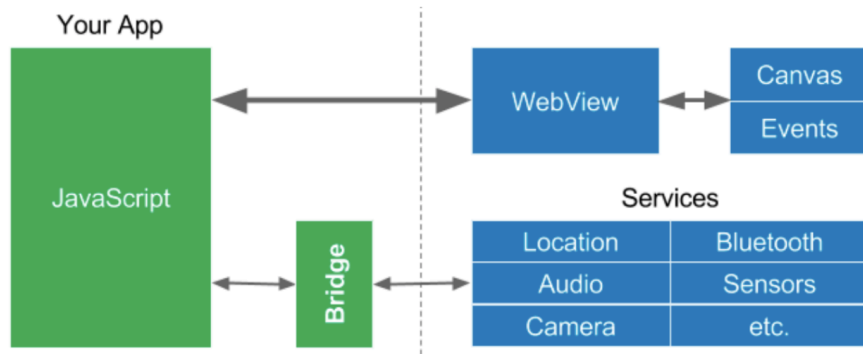 Your App
JavaScript
Bridge
WebView
Canvas
Events
Services
Location
Bluetooth
Audio
Sensors
Camera
etc.